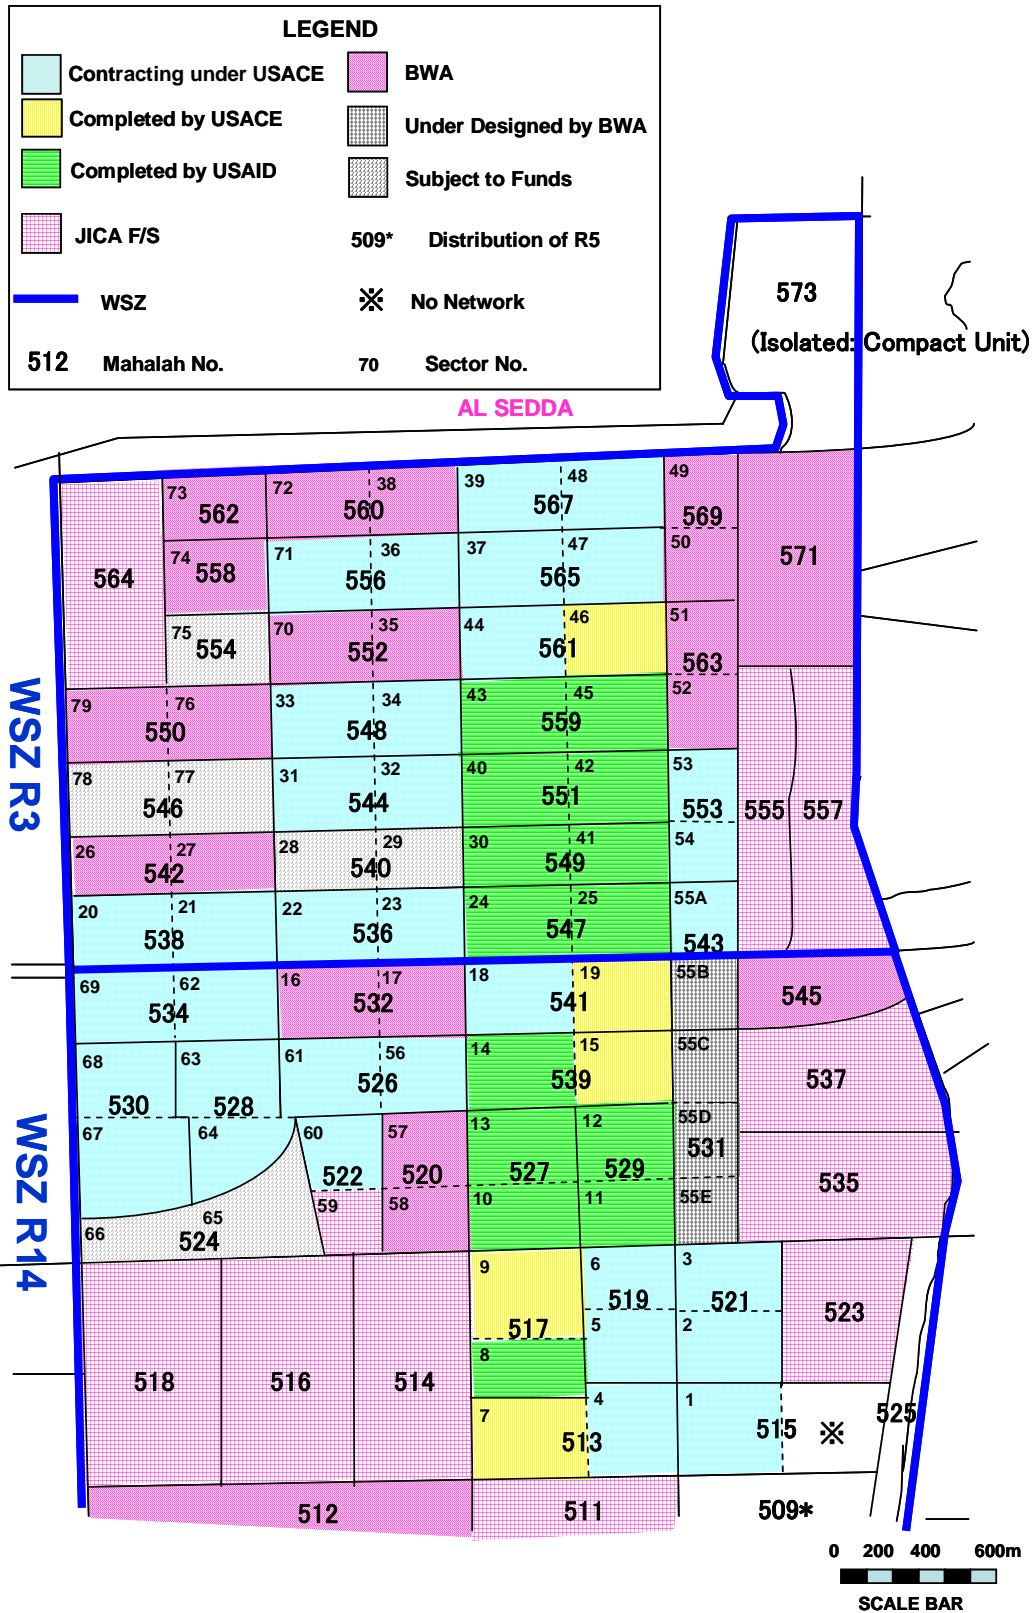 LEGEND
Contracting under USACE BWA
Completed by USACE Under Designed by BWA
Completed by USAID Subject to Funds
JICA F/S 509* Distribution of R5
WSZ ※ No Network
512 Mahalah No. 70 Sector No.
573
(Isolated: Compact Unit)
AL SEDDA
73 72 38 39 48 49
562 560 567 569
74 71 36 37 47 50
564 558 556 565 571
75 70 35 44 46 51
554 552 561 563
79 76 33 34 43 45 52
550 548 559
78 77 31 32 40 42 53
546 544 551 553 555 557
26 27 28 29 30 41 54
542 540 549
20 21 22 23 24 25 55A
538 536 547 543
WSZ R3
69 62 16 17 18 19 55B
534 532 541 545
68 63 61 56 14 15 55C
530 528 526 539 537
67 64 60 57 13 12 55D
522 520 527 529 531 535
66 65 59 58 10 11 55E
524
WSZ R14
9 6 3
517 519 521 523
8 5 2
518 516 514
7 4 1
513 515 ※ 525
512 511 509*
0 200 400 600m
SCALE BAR